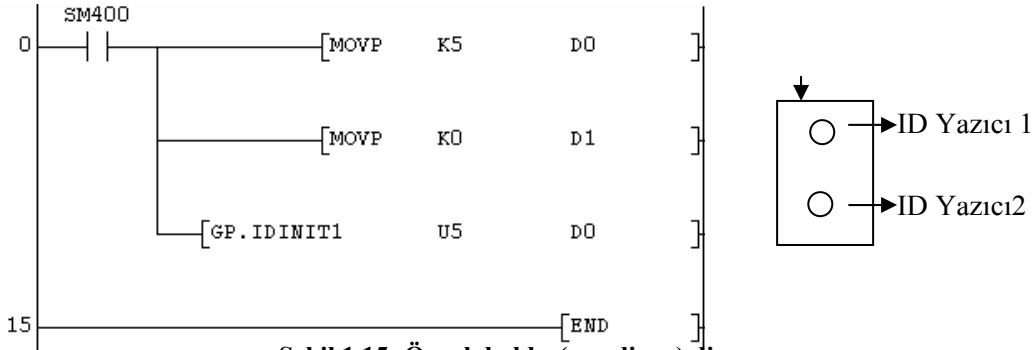 SM400
0 [MOVP K5 D0 ]
[MOVP K0 D1 ]
[GP.IDINIT1 U5 D0 ]
15 [END ]
ID Yazıcı 1
ID Yazıcı2